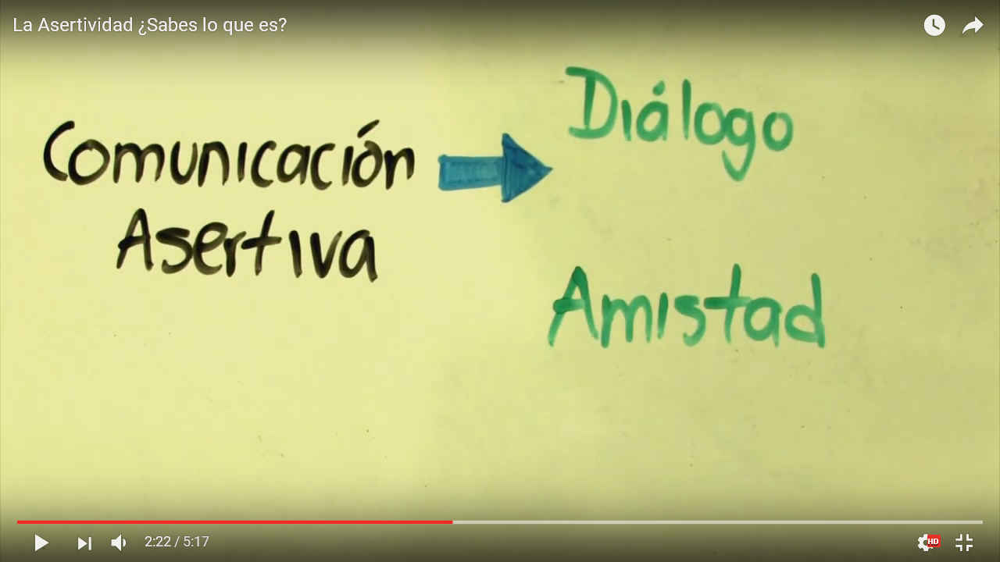 La Asertividad ¿Sabes lo que es?
Comunicación
Asertiva
Diálogo
Amistad
2:22 / 5:17
HD